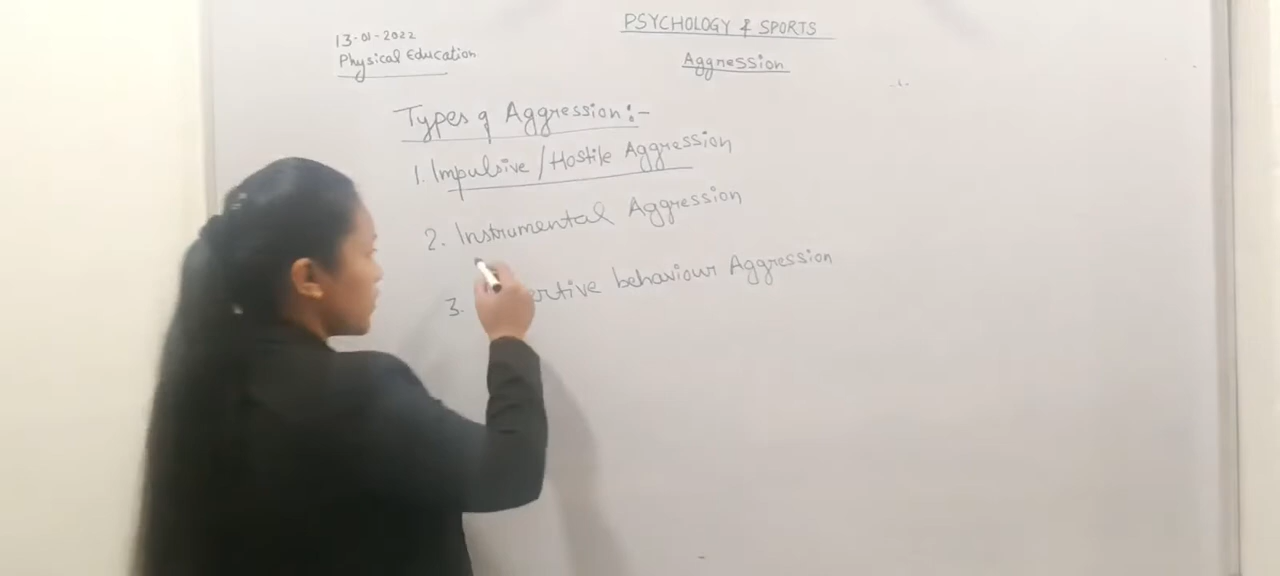 PSYCHOLOGY & SPORTS
13-01-2022
Physical Education
Aggression
Types of Aggression:-
1. Impulsive / Hostile Aggression
2. Instrumental Aggression
3. behaviour Aggression